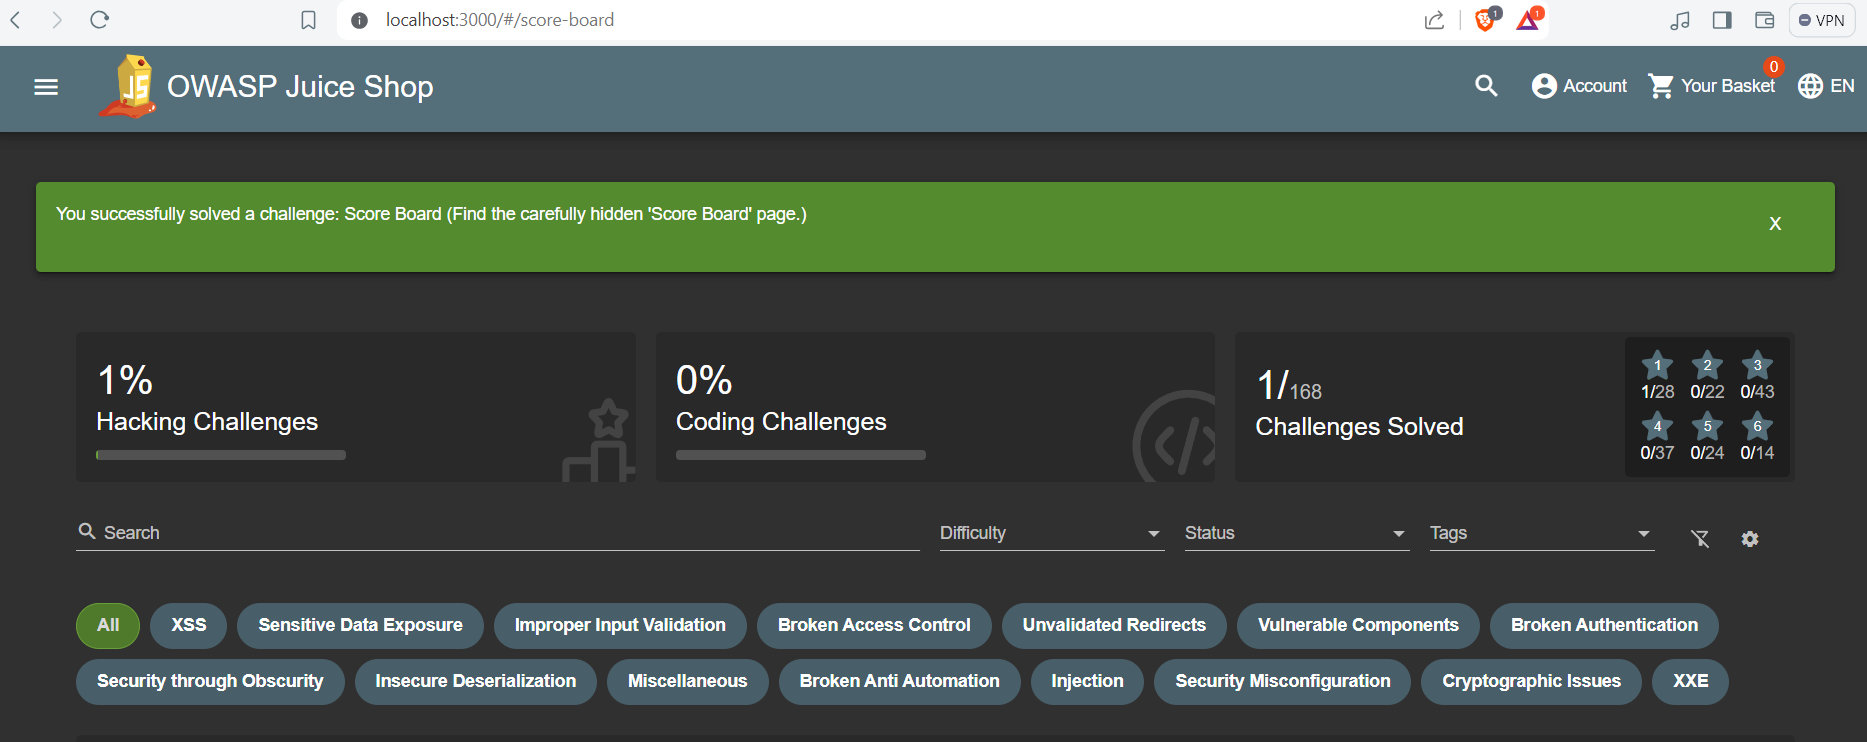 localhost:3000/#/score-board
1
1
VPN
JS
OWASP Juice Shop
Account
Your Basket
0
EN
You successfully solved a challenge: Score Board (Find the carefully hidden 'Score Board' page.)
X
1%
Hacking Challenges
0%
Coding Challenges
1/168
Challenges Solved
1 2 3
1/28 0/22 0/43
4 5 6
0/37 0/24 0/14
Search
Difficulty
Status
Tags
All XSS Sensitive Data Exposure Improper Input Validation Broken Access Control Unvalidated Redirects Vulnerable Components Broken Authentication
Security through Obscurity Insecure Deserialization Miscellaneous Broken Anti Automation Injection Security Misconfiguration Cryptographic Issues XXE